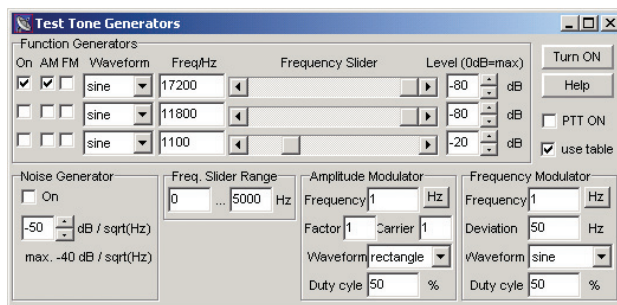 Test Tone Generators
Function Generators
On AM FM Waveform Freq/Hz Frequency Slider Level (0dB=max)
sine 17200 -80 dB
sine 11800 -80 dB
sine 1100 -20 dB
Turn ON
Help
PTT ON
use table
Noise Generator
On
-50 dB / sqrt(Hz)
max. -40 dB / sqrt(Hz)
Freq. Slider Range
0 ... 5000 Hz
Amplitude Modulator
Frequency 1 Hz
Factor 1 Carrier 1
Waveform rectangle
Duty cyle 50 %
Frequency Modulator
Frequency 1 Hz
Deviation 50 Hz
Waveform sine
Duty cyle 50 %